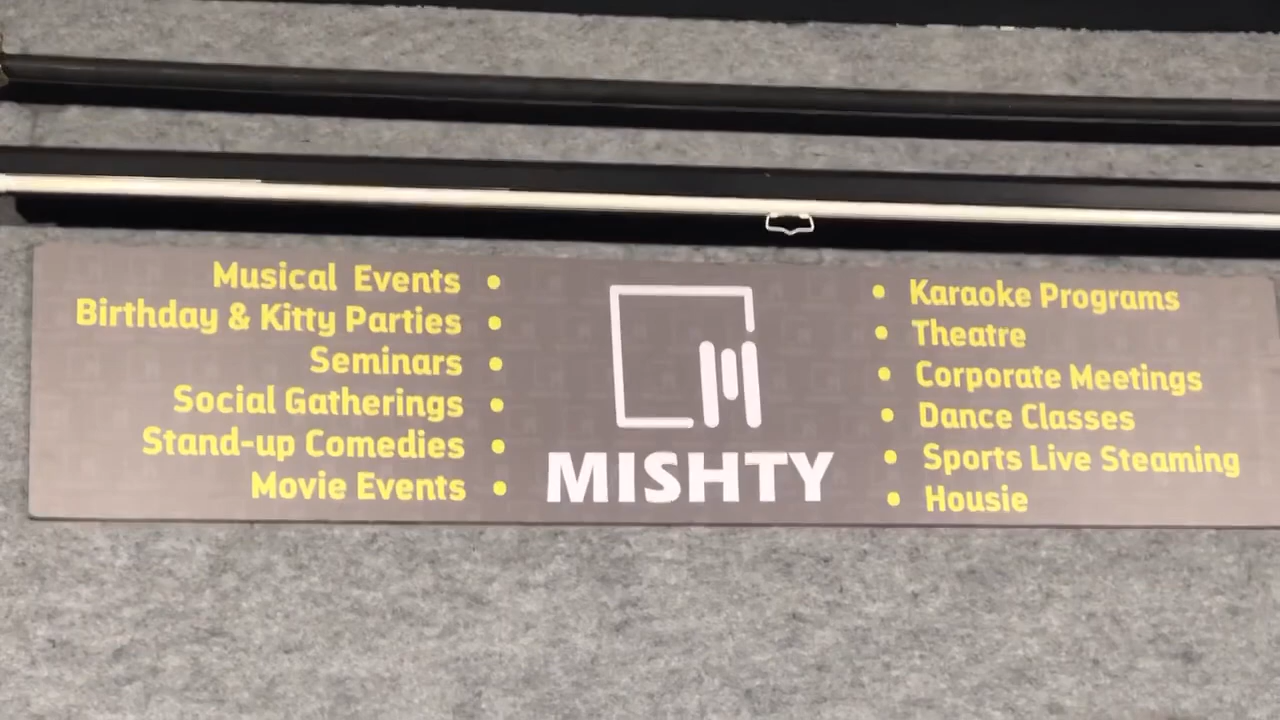 Musical Events •
Birthday & Kitty Parties •
Seminars •
Social Gatherings •
Stand-up Comedies •
Movie Events •
MISHTY
• Karaoke Programs
• Theatre
• Corporate Meetings
• Dance Classes
• Sports Live Steaming
• Housie